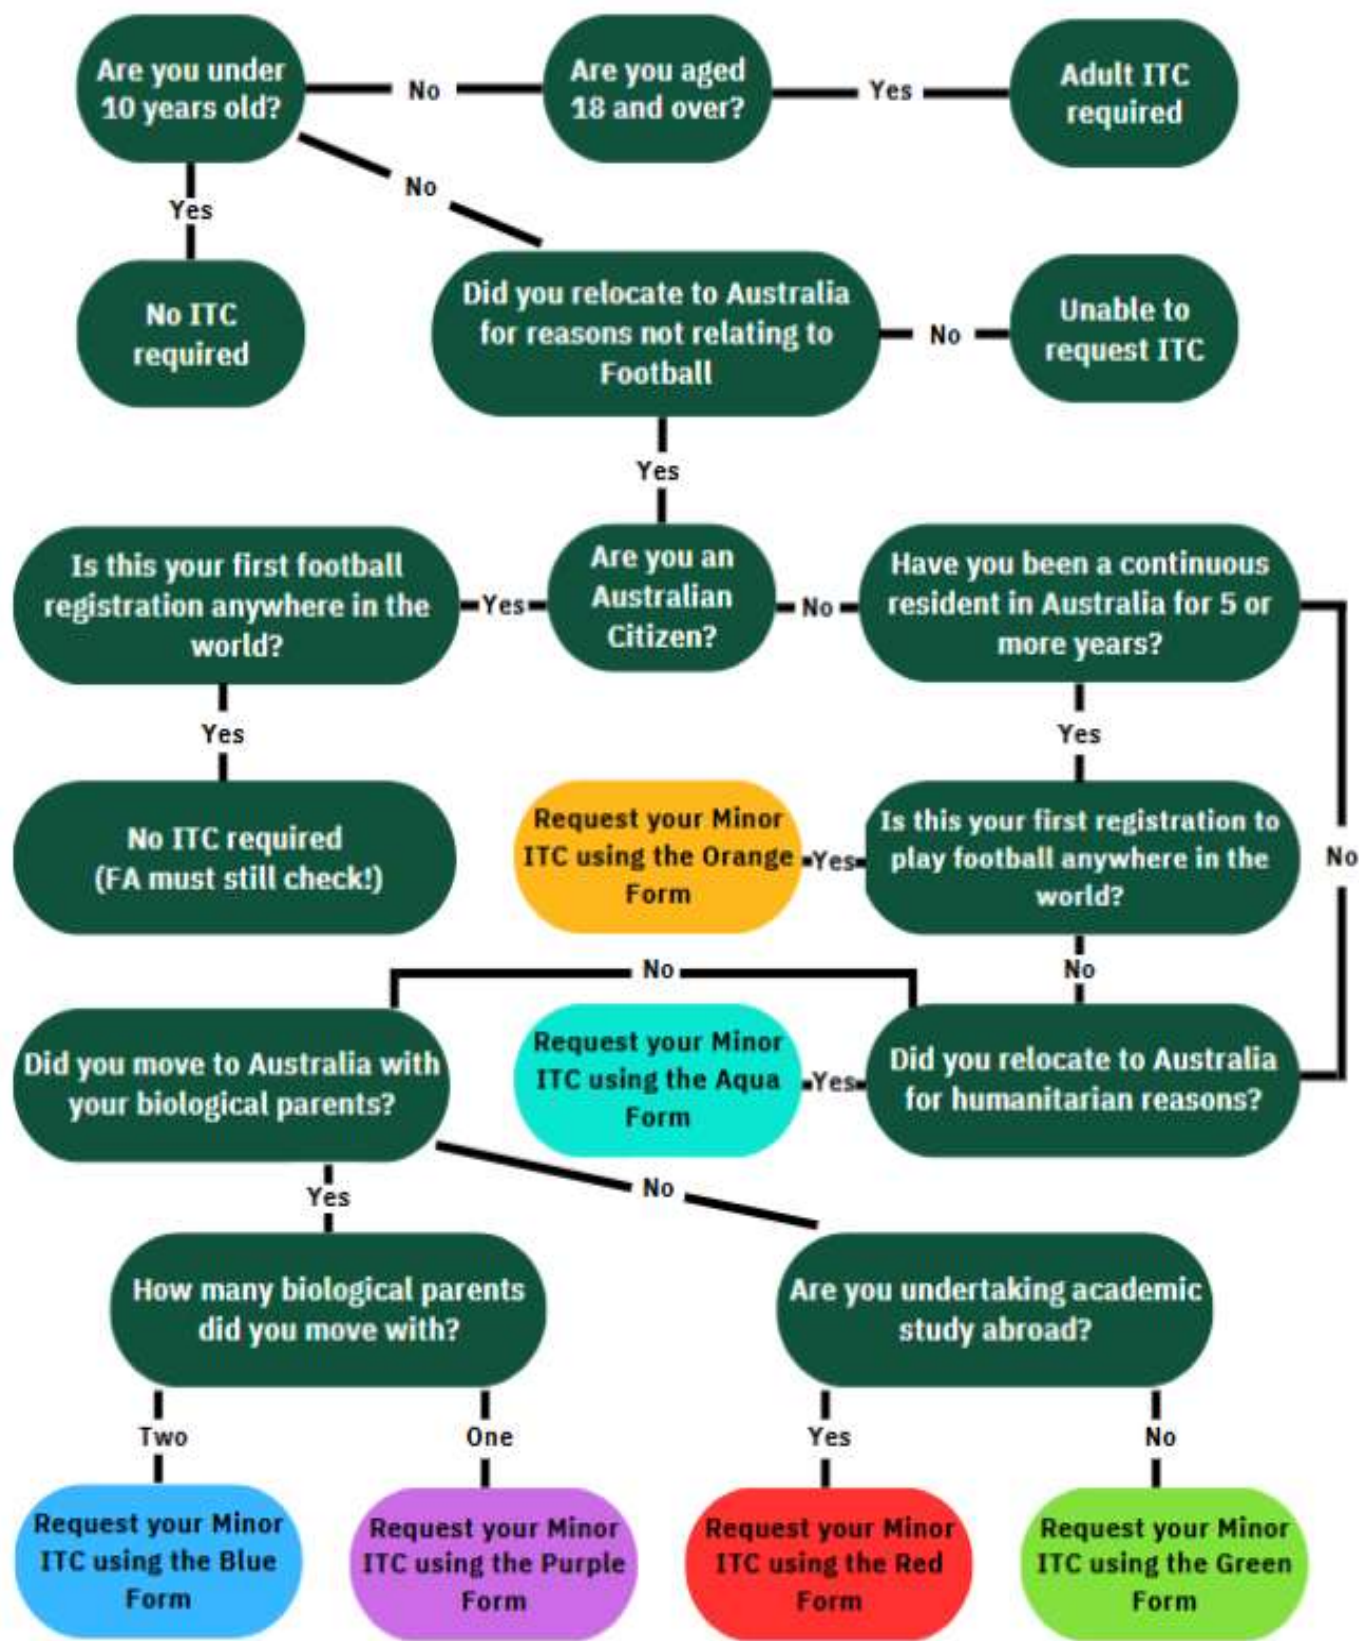 Are you under
10 years old?
No
Are you aged
18 and over?
Yes
Adult ITC
required
No
Yes
No ITC
required
Did you relocate to Australia
for reasons not relating to
Football
No
Unable to
request ITC
Yes
Is this your first football
registration anywhere in the
world?
Yes
Are you an
Australian
Citizen?
No
Have you been a continuous
resident in Australia for 5 or
more years?
Yes
Yes
No ITC required
(FA must still check!)
Request your Minor
ITC using the Orange
Form
Yes
Is this your first registration to
play football anywhere in the
world?
No
No
No
Did you move to Australia with
your biological parents?
Request your Minor
ITC using the Aqua
Form
Yes
Did you relocate to Australia
for humanitarian reasons?
Yes
No
How many biological parents
did you move with?
Are you undertaking academic
study abroad?
Two
One
Yes
No
Request your Minor
ITC using the Blue
Form
Request your Minor
ITC using the Purple
Form
Request your Minor
ITC using the Red
Form
Request your Minor
ITC using the Green
Form